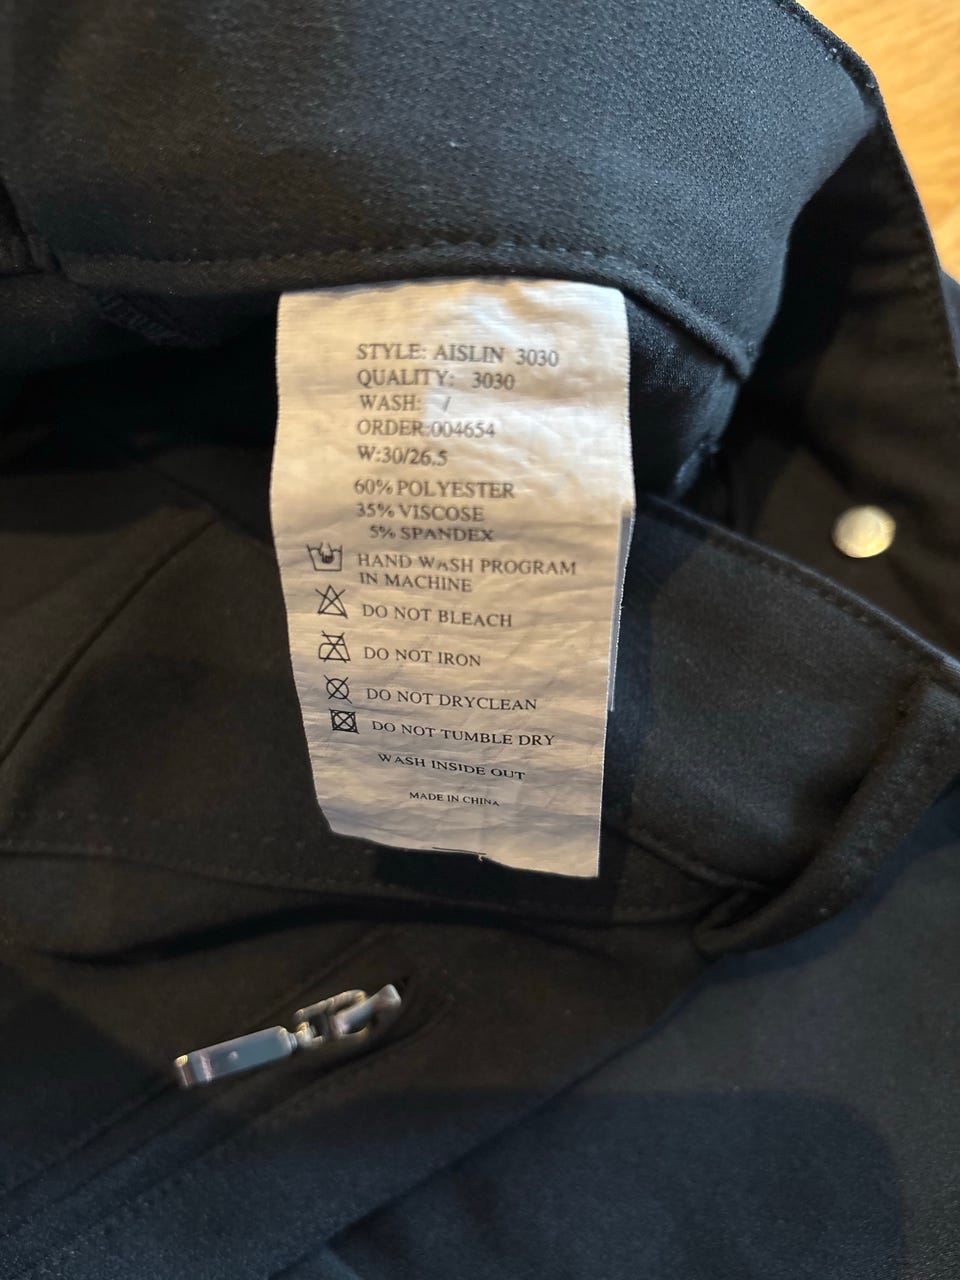 STYLE: AISLIN 3030
QUALITY: 3030
WASH: /
ORDER:004654
W:30/26.5
60% POLYESTER
35% VISCOSE
5% SPANDEX
HAND WASH PROGRAM
IN MACHINE
DO NOT BLEACH
DO NOT IRON
DO NOT DRYCLEAN
DO NOT TUMBLE DRY
WASH INSIDE OUT
MADE IN CHINA